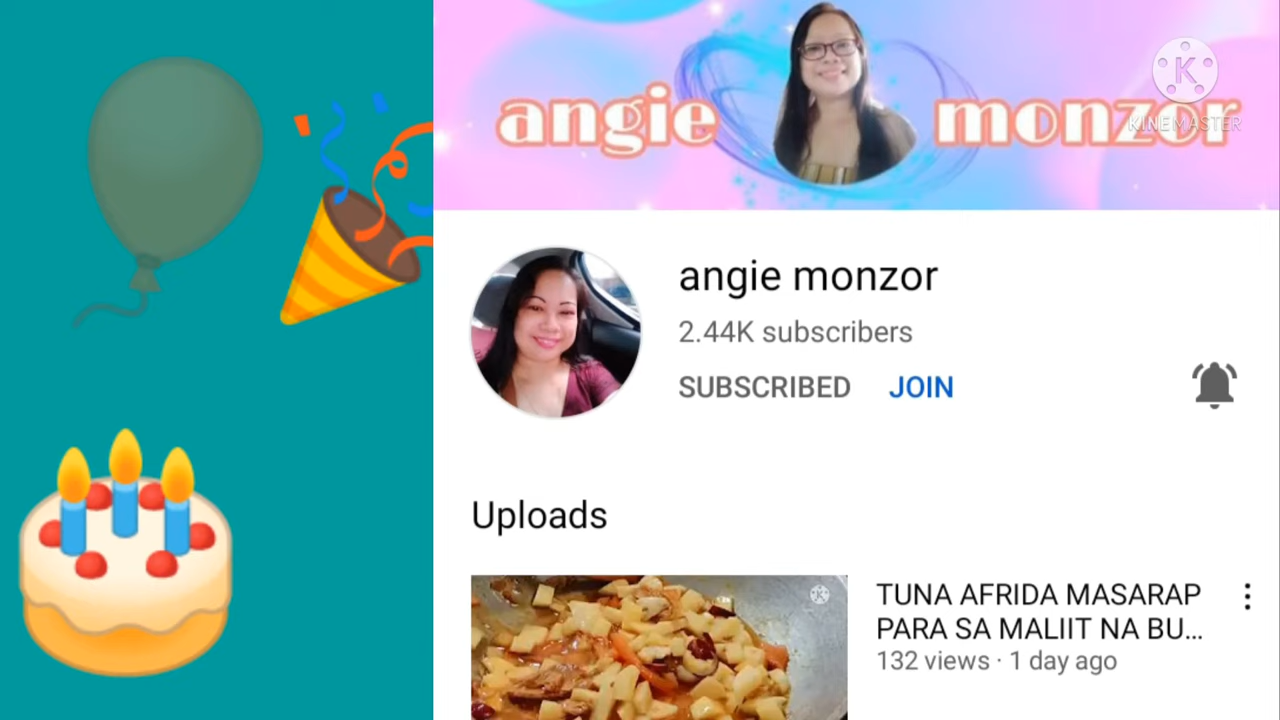 angie monzor
K
KINEMASTER
angie monzor
2.44K subscribers
SUBSCRIBED JOIN
Uploads
TUNA AFRIDA MASARAP
PARA SA MALIIT NA BU...
132 views · 1 day ago